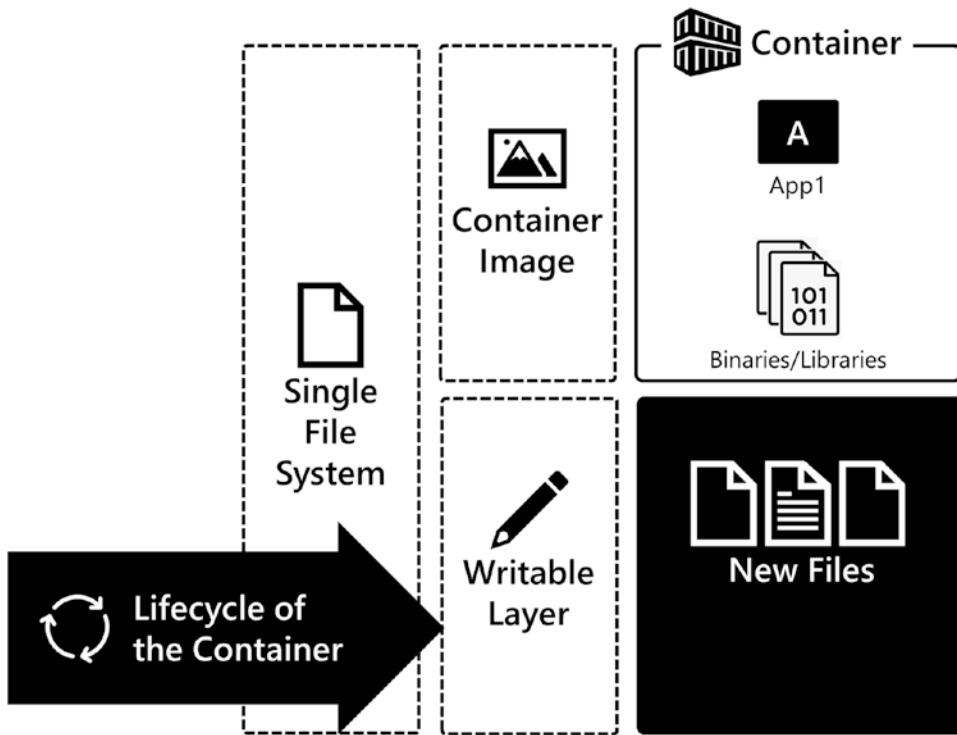 Container
A
App1
101
011
Binaries/Libraries
Container
Image
Single
File
System
Writable
Layer
New Files
Lifecycle of
the Container